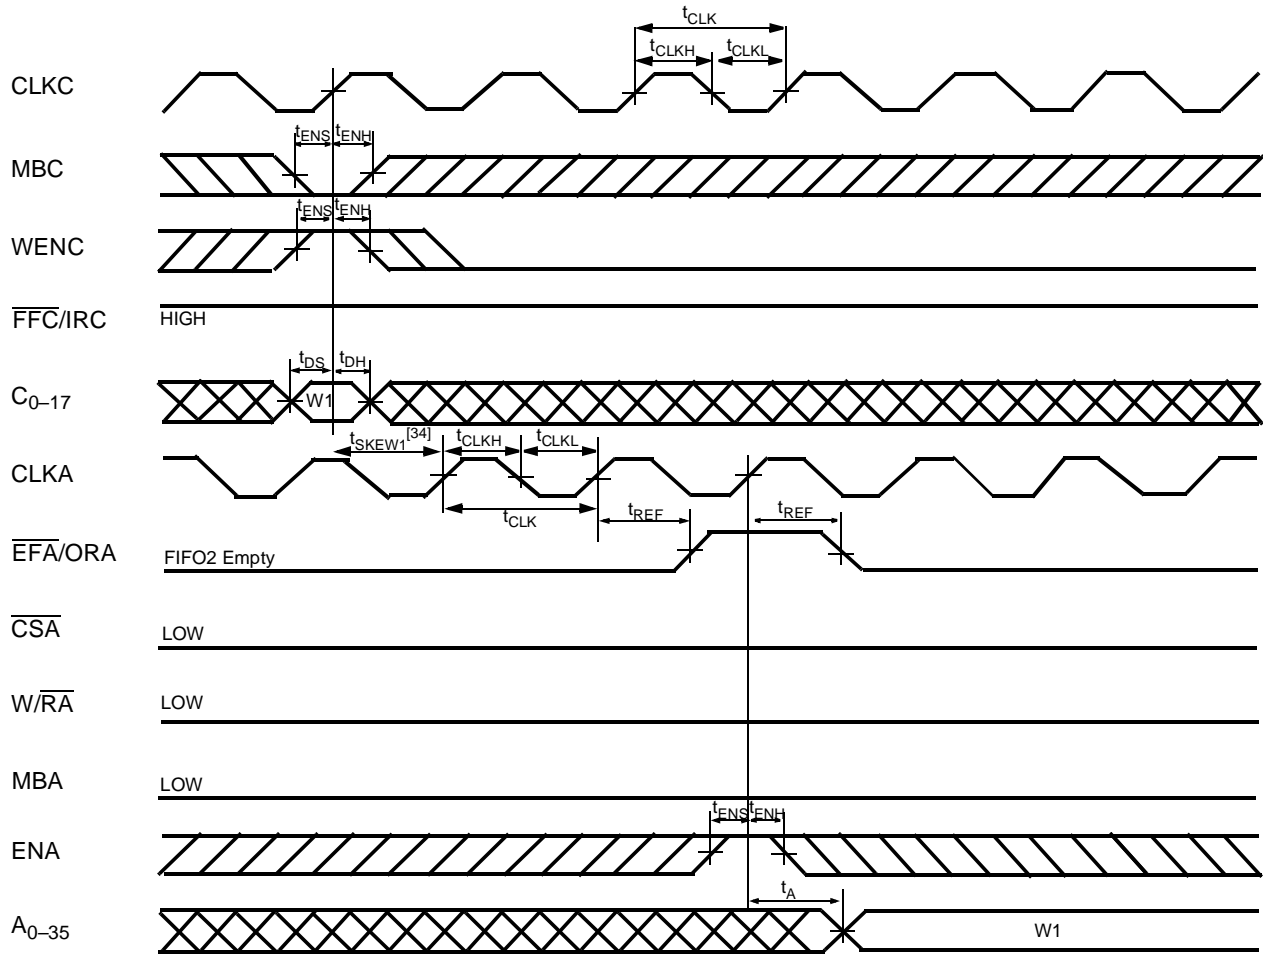 tCLK
tCLKH tCLKL
CLKC
tENS tENH
MBC
tENS tENH
WENC
FFC/IRC HIGH
tDS tDH
C0–17 W1
tSKEW1[34] tCLKH tCLKL
CLKA
tCLK tREF tREF
EFA/ORA FIFO2 Empty
CSA LOW
W/RA LOW
MBA LOW
tENS tENH
ENA
tA
A0–35 W1